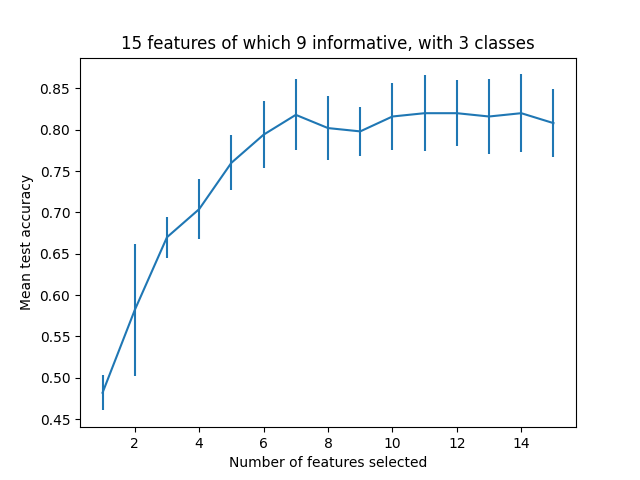 15 features of which 9 informative, with 3 classes
0.85
0.80
0.75
0.70
0.65
0.60
0.55
0.50
0.45
Mean test accuracy
2 4 6 8 10 12 14
Number of features selected